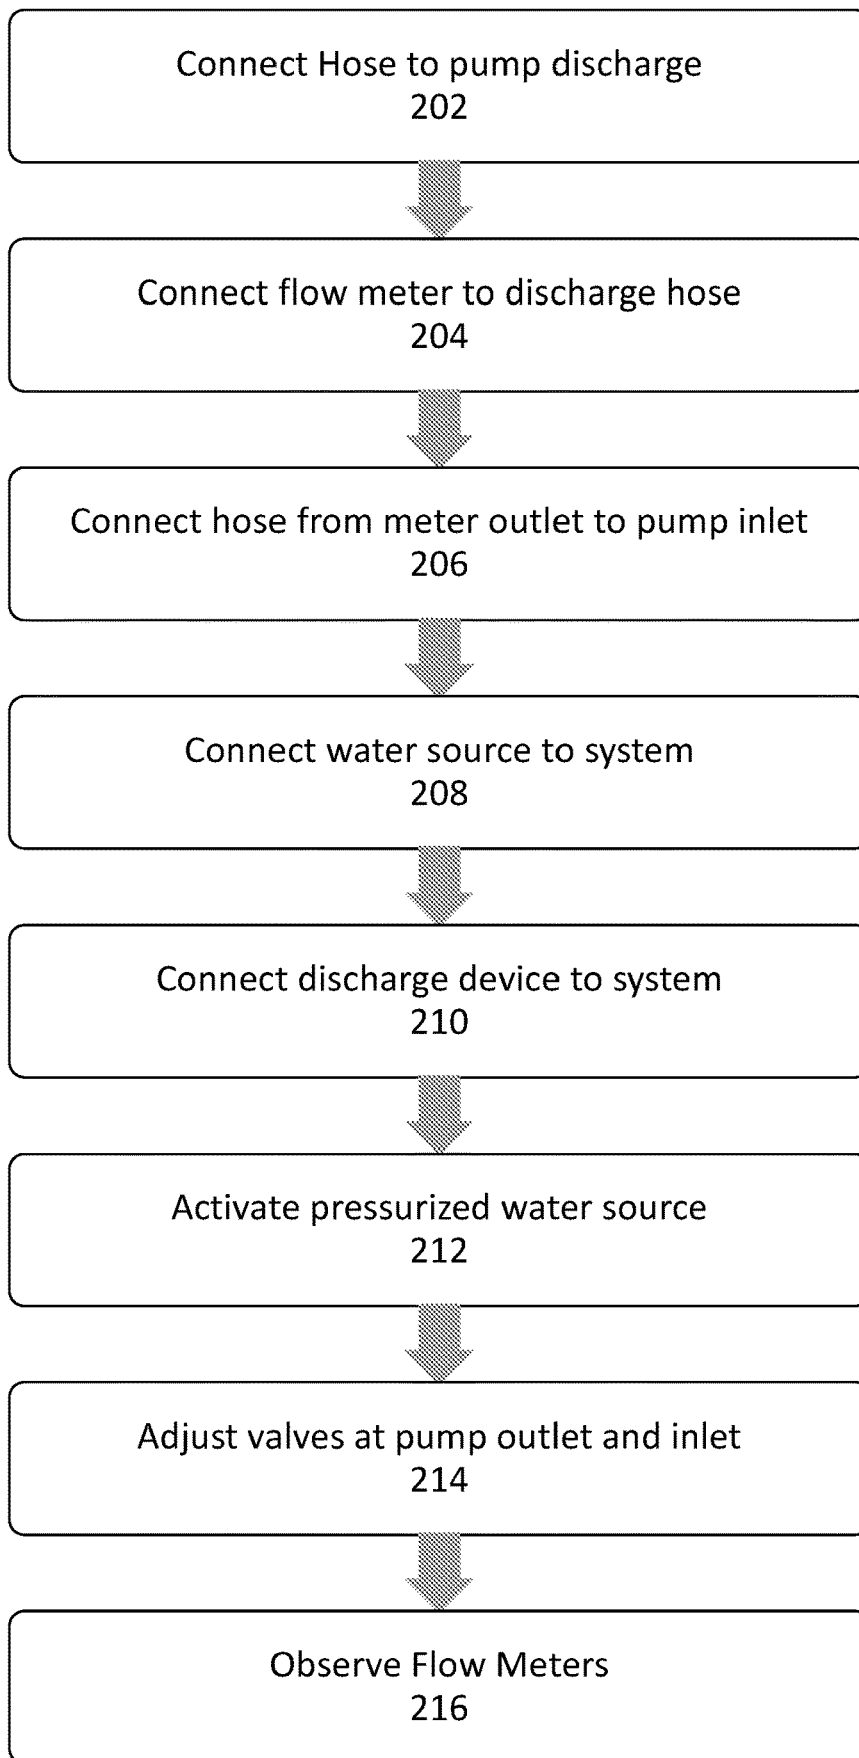 Connect Hose to pump discharge
202
Connect flow meter to discharge hose
204
Connect hose from meter outlet to pump inlet
206
Connect water source to system
208
Connect discharge device to system
210
Activate pressurized water source
212
Adjust valves at pump outlet and inlet
214
Observe Flow Meters
216